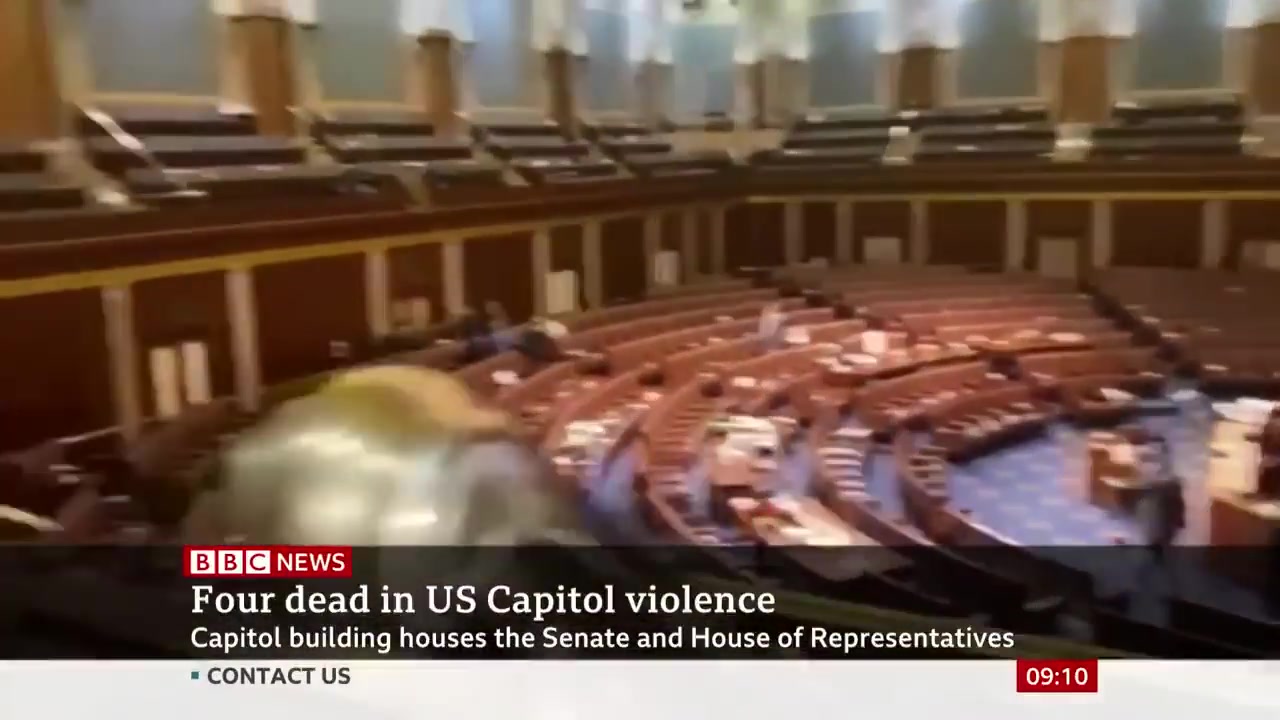 BBC NEWS
Four dead in US Capitol violence
Capitol building houses the Senate and House of Representatives
CONTACT US
09:10